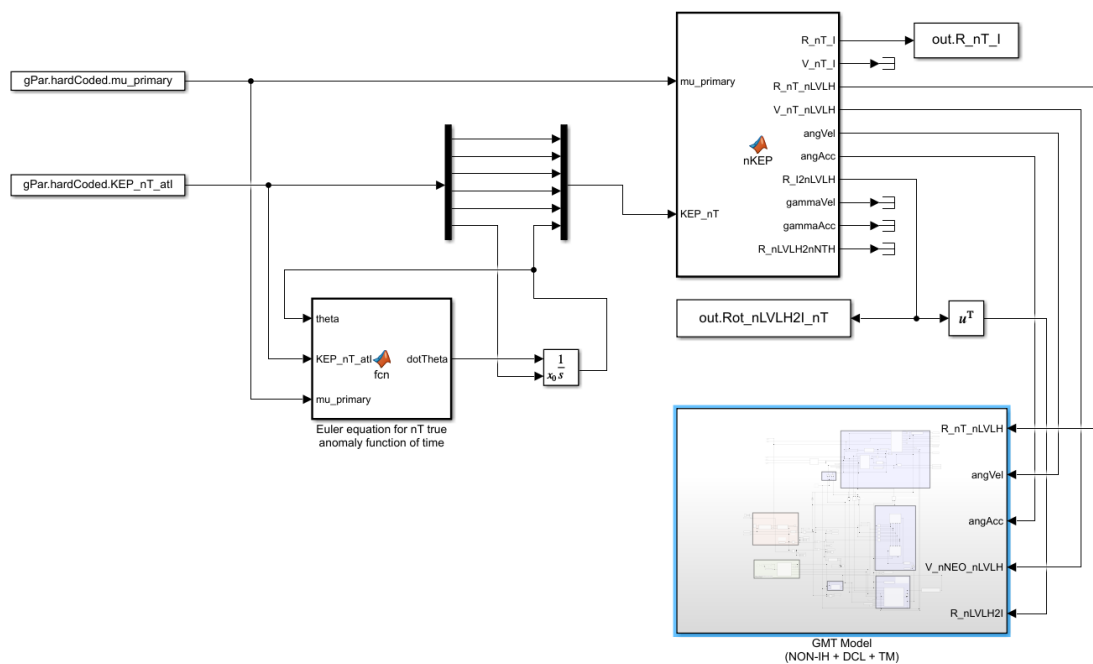 R_nT_I
out.R_nT_I
V_nT_I
gPar.hardCoded.mu_primary
mu_primary
R_nT_nLVLH
V_nT_nLVLH
angVel
nKEP
angAcc
R_I2nLVLH
gPar.hardCoded.KEP_nT_atI
gammaVel
KEP_nT
gammaAcc
R_nLVLH2nNTH
theta
out.Rot_nLVLH2I_nT
uᵀ
KEP_nT_atI
dotTheta
fcn
1
x₀ s
mu_primary
Euler equation for nT true
anomaly function of time
R_nT_nLVLH
angVel
angAcc
V_nNEO_nLVLH
R_nLVLH2I
GMT Model
(NON-IH + DCL + TM)